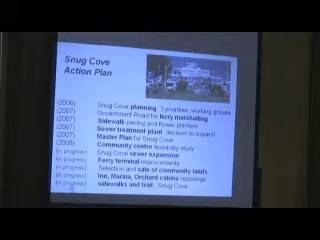 Snug Cove
Action Plan
(2006) Snug Cove planning, 3 priorities, working groups
(2007) Government Road for ferry marshalling
(2007) Sidewalk paving and flower planters
(2007) Sewer treatment plant, decision to expand
(2007) Master Plan for Snug Cove
(2008) Community centre feasibility study
(in progress) Snug Cove sewer expansion
(in progress) Ferry terminal improvements
(in progress) Selection and sale of community lands
(in progress) Inn, Marina, Orchard cabins rezonings
(in progress) sidewalks and trail, Snug Cove